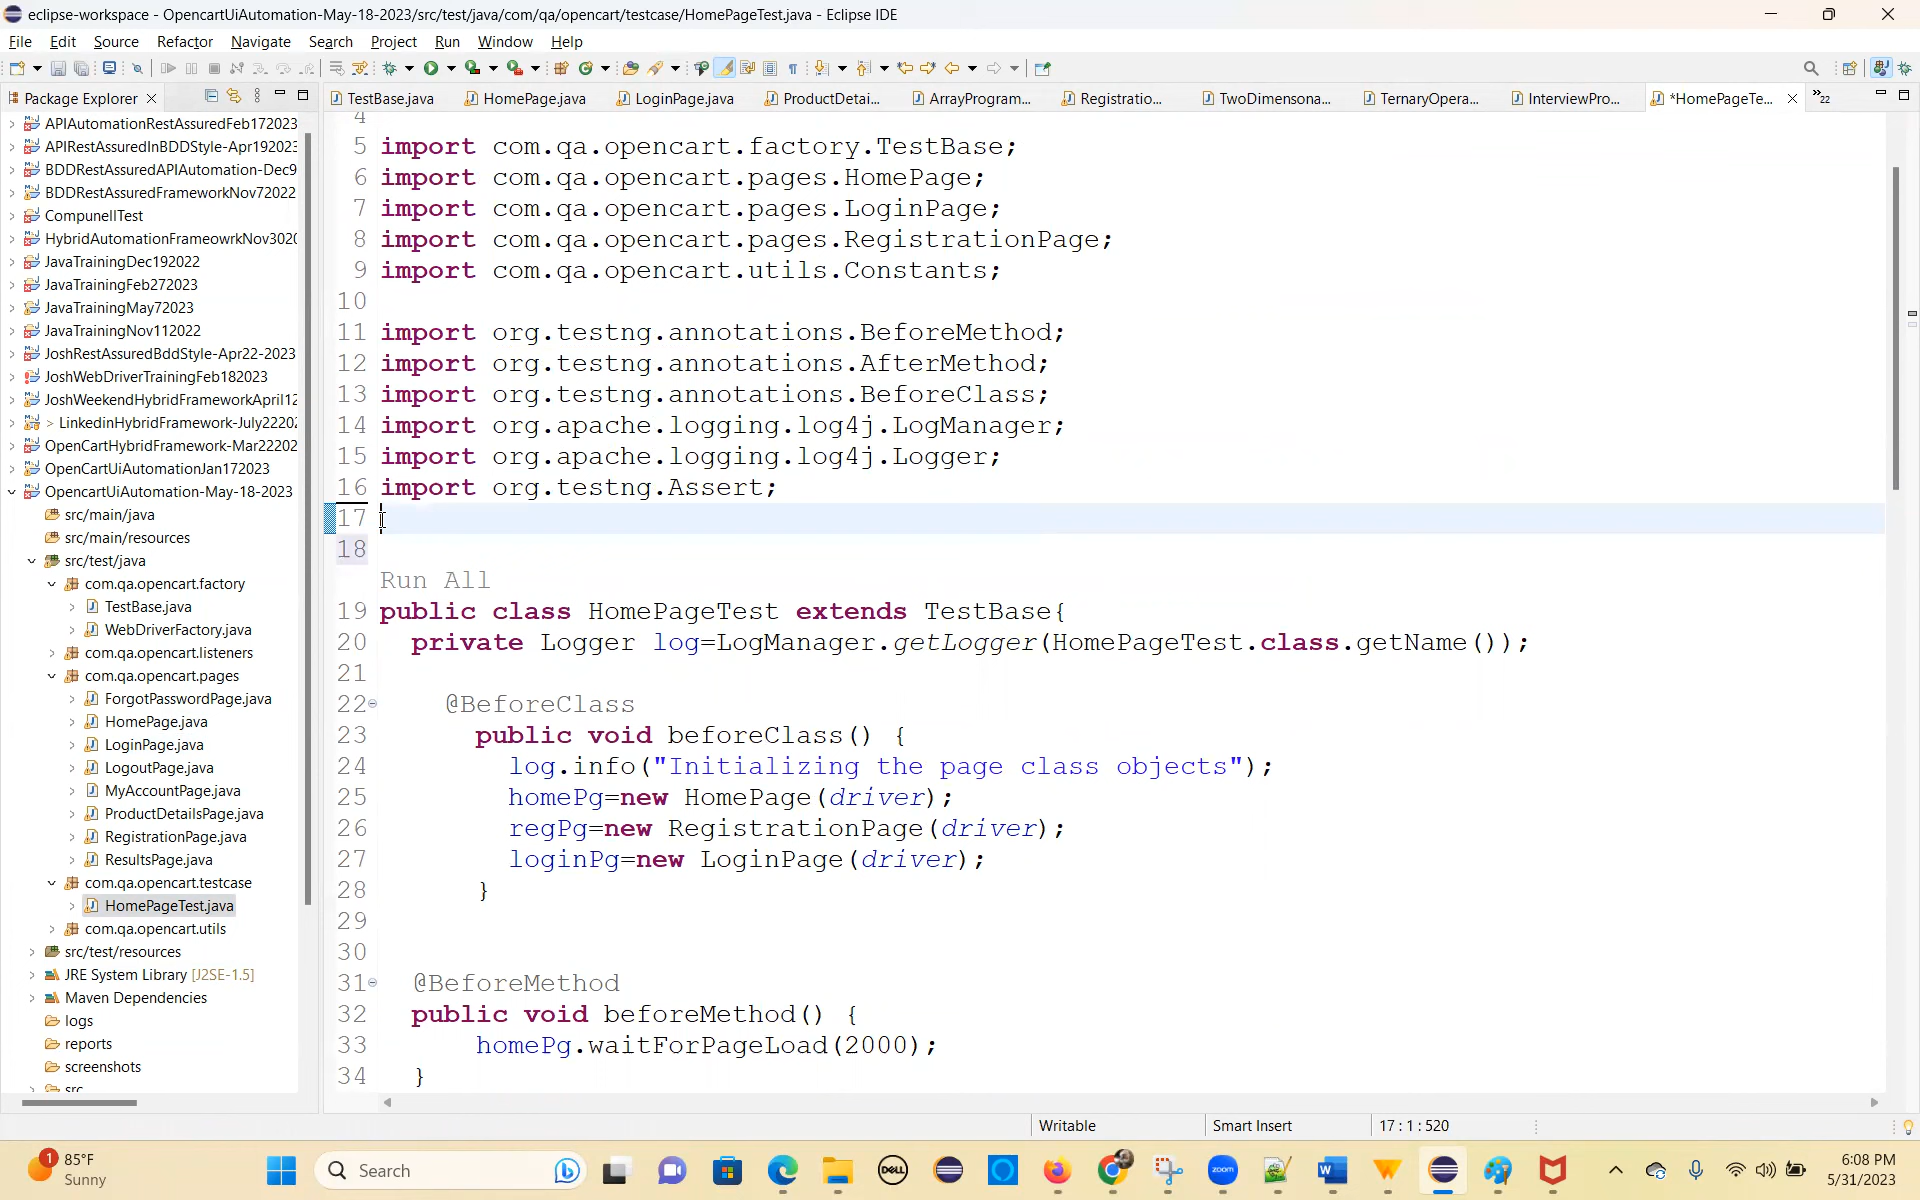 eclipse-workspace - OpencartUiAutomation-May-18-2023/src/test/java/com/qa/opencart/testcase/HomePageTest.java - Eclipse IDE
File Edit Source Refactor Navigate Search Project Run Window Help
Package Explorer
TestBase.java HomePage.java LoginPage.java ProductDetai... ArrayProgram... Registratio... TwoDimensona... TernaryOpera... InterviewPro... *HomePageTe... 22
APIAutomationRestAssuredFeb172023
APIRestAssuredInBDDStyle-Apr192023
BDDRestAssuredAPIAutomation-Dec9
BDDRestAssuredFrameworkNov72022
CompunellTest
HybridAutomationFrameowrkNov3020
JavaTrainingDec192022
JavaTrainingFeb272023
JavaTrainingMay72023
JavaTrainingNov112022
JoshRestAssuredBddStyle-Apr22-2023
JoshWebDriverTrainingFeb182023
JoshWeekendHybridFrameworkApril12
> LinkedinHybridFramework-July2220
OpenCartHybridFramework-Mar22202
OpenCartUiAutomationJan172023
OpencartUiAutomation-May-18-2023
src/main/java
src/main/resources
src/test/java
com.qa.opencart.factory
TestBase.java
WebDriverFactory.java
com.qa.opencart.listeners
com.qa.opencart.pages
ForgotPasswordPage.java
HomePage.java
LoginPage.java
LogoutPage.java
MyAccountPage.java
ProductDetailsPage.java
RegistrationPage.java
ResultsPage.java
com.qa.opencart.testcase
HomePageTest.java
com.qa.opencart.utils
src/test/resources
JRE System Library [J2SE-1.5]
Maven Dependencies
logs
reports
screenshots
src
4
5 import com.qa.opencart.factory.TestBase;
6 import com.qa.opencart.pages.HomePage;
7 import com.qa.opencart.pages.LoginPage;
8 import com.qa.opencart.pages.RegistrationPage;
9 import com.qa.opencart.utils.Constants;
10
11 import org.testng.annotations.BeforeMethod;
12 import org.testng.annotations.AfterMethod;
13 import org.testng.annotations.BeforeClass;
14 import org.apache.logging.log4j.LogManager;
15 import org.apache.logging.log4j.Logger;
16 import org.testng.Assert;
17
18
Run All
19 public class HomePageTest extends TestBase{
20 private Logger log=LogManager.getLogger(HomePageTest.class.getName());
21
22 @BeforeClass
23 public void beforeClass() {
24 log.info("Initializing the page class objects");
25 homePg=new HomePage(driver);
26 regPg=new RegistrationPage(driver);
27 loginPg=new LoginPage(driver);
28 }
29
30
31 @BeforeMethod
32 public void beforeMethod() {
33 homePg.waitForPageLoad(2000);
34 }
Writable Smart Insert 17 : 1 : 520
1
85°F
Sunny
Search
DELL
zoom
6:08 PM
5/31/2023